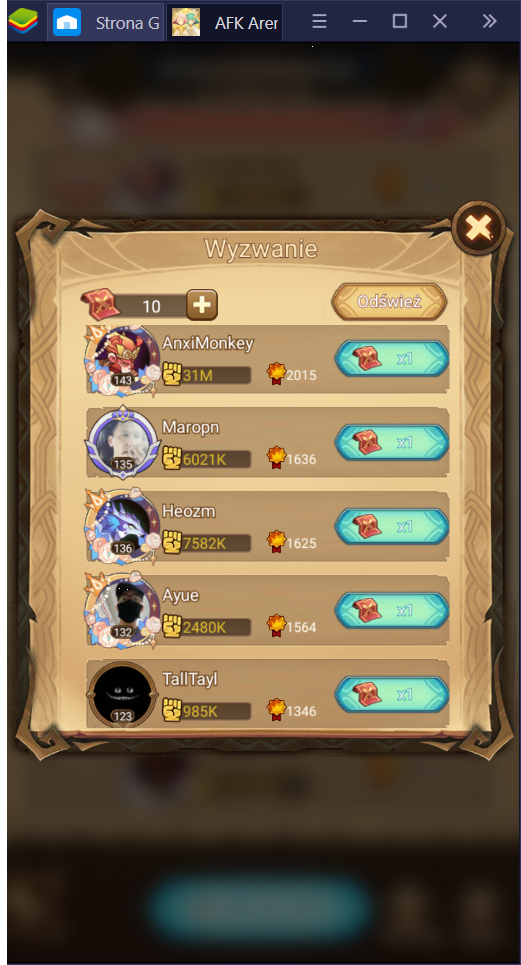 Strona G
AFK Arer
Wyzwanie
10
Odśwież
AnxiMonkey
143
31M
2015
x1
Maropn
135
6021K
1636
x1
Heozm
136
7582K
1625
x1
Ayue
132
2480K
1564
x1
TallTayl
123
985K
1346
x1